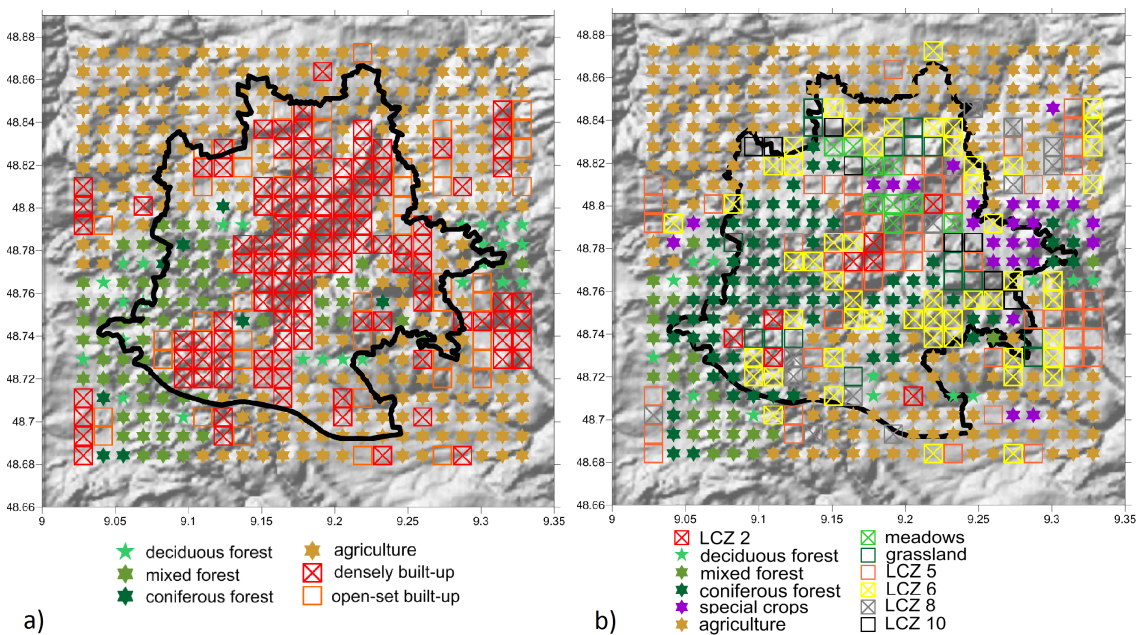 48.88
48.86
48.84
48.82
48.8
48.78
48.76
48.74
48.72
48.7
48.68
48.66
9 9.05 9.1 9.15 9.2 9.25 9.3 9.35
deciduous forest
mixed forest
coniferous forest
agriculture
densely built-up
open-set built-up
a)
48.88
48.86
48.84
48.82
48.8
48.78
48.76
48.74
48.72
48.7
48.68
48.66
9 9.05 9.1 9.15 9.2 9.25 9.3 9.35
LCZ 2
deciduous forest
mixed forest
coniferous forest
special crops
agriculture
meadows
grassland
LCZ 5
LCZ 6
LCZ 8
LCZ 10
b)